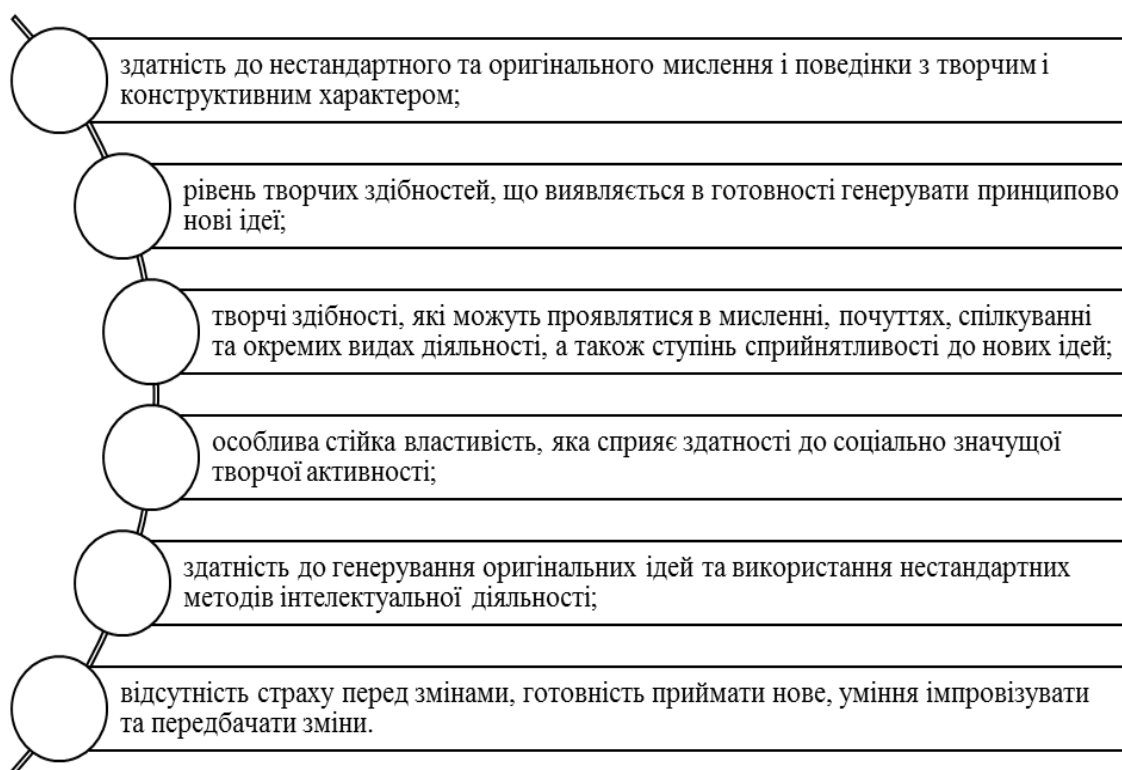 здатність до нестандартного та оригінального мислення і поведінки з творчим і
конструктивним характером;
рівень творчих здібностей, що виявляється в готовності генерувати принципово
нові ідеї;
творчі здібності, які можуть проявлятися в мисленні, почуттях, спілкуванні
та окремих видах діяльності, а також ступінь сприйнятливості до нових ідей;
особлива стійка властивість, яка сприяє здатності до соціально значущої
творчої активності;
здатність до генерування оригінальних ідей та використання нестандартних
методів інтелектуальної діяльності;
відсутність страху перед змінами, готовність приймати нове, уміння імпровізувати
та передбачати зміни.